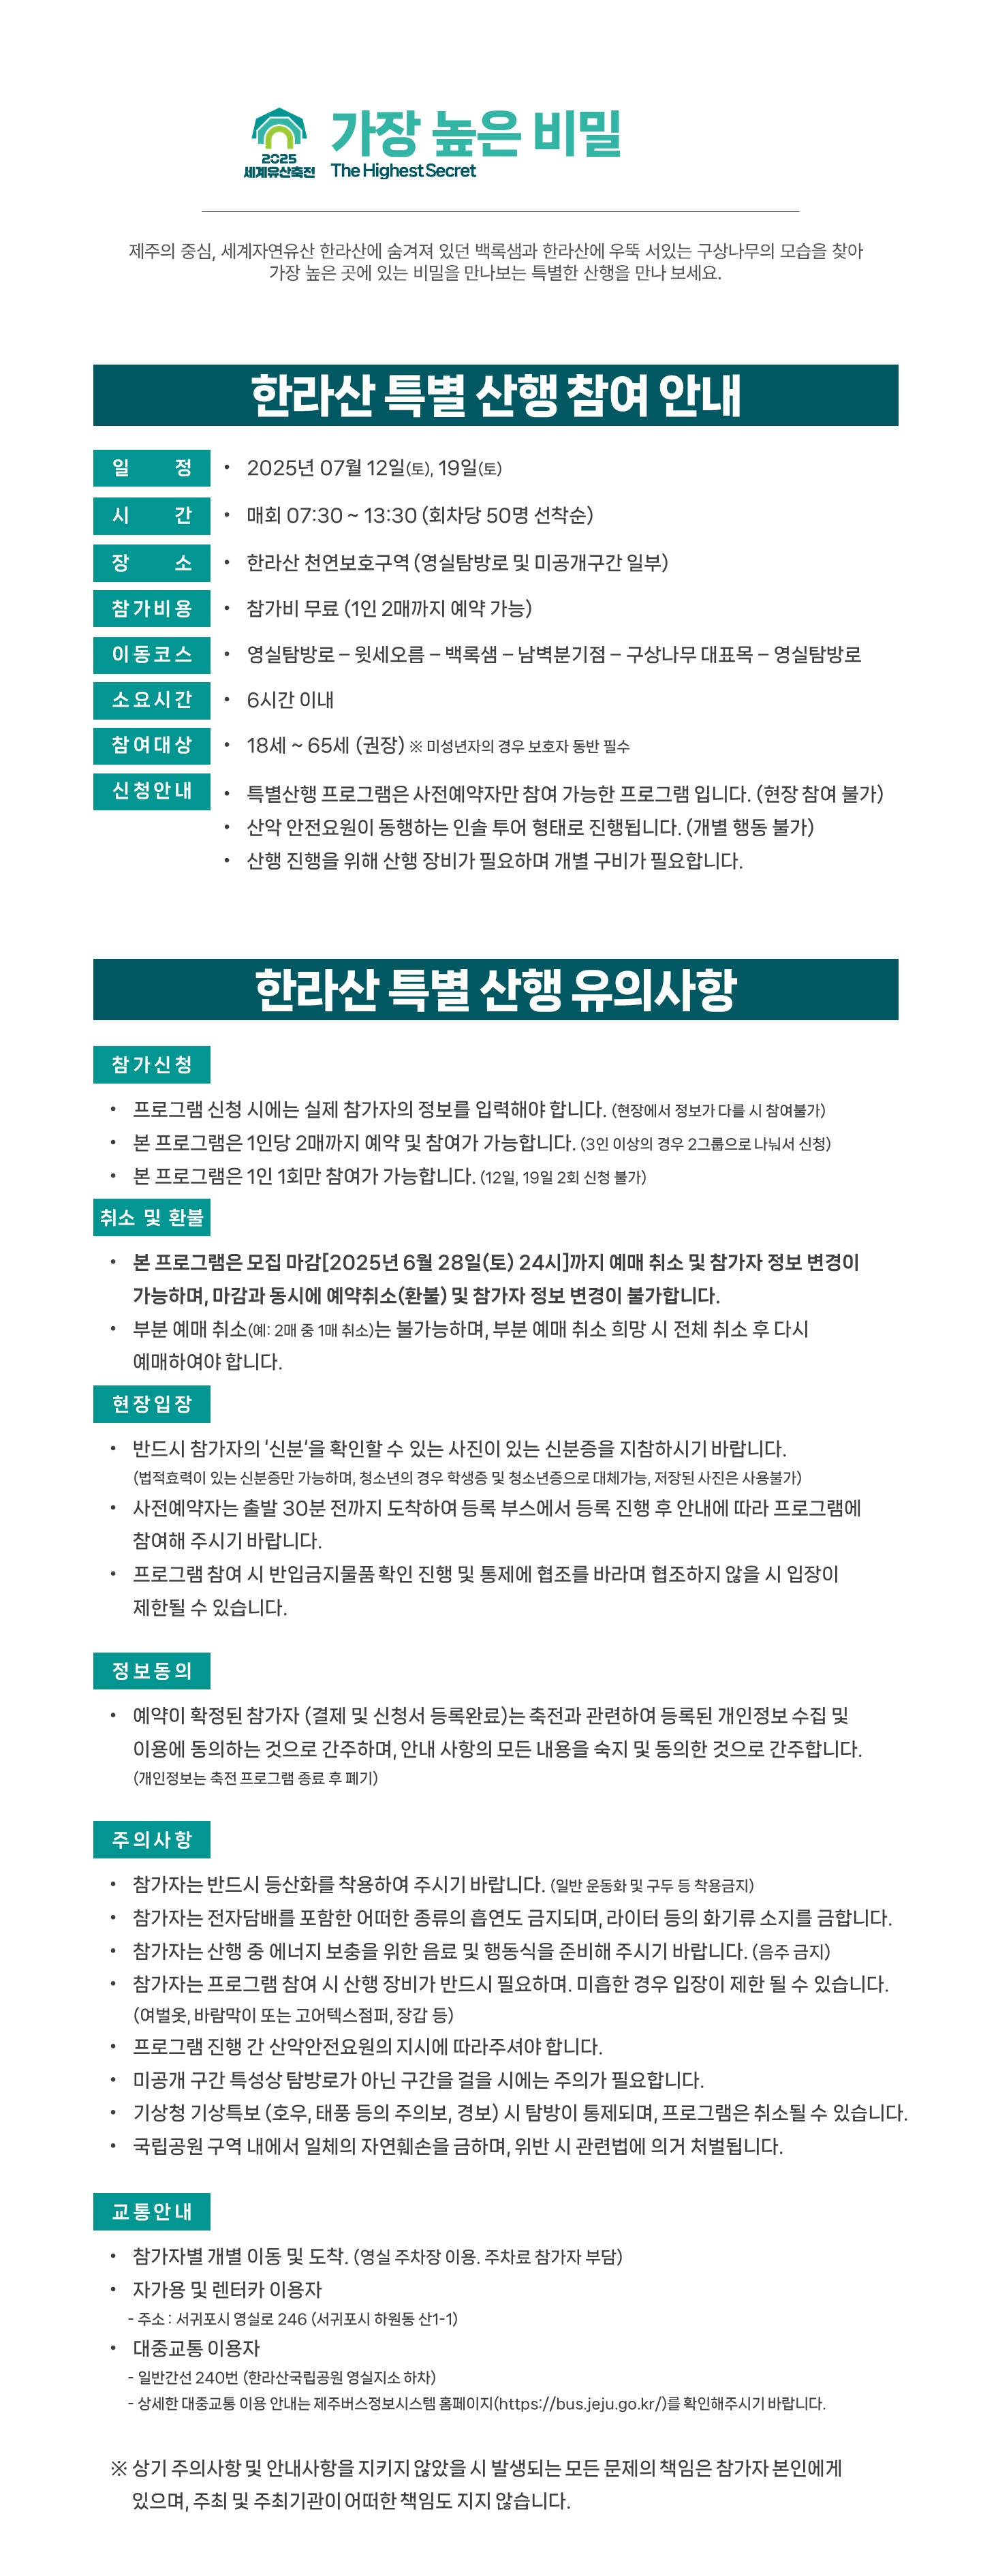 2025
세계유산축전
가장 높은 비밀
The Highest Secret
제주의 중심, 세계자연유산 한라산에 숨겨져 있던 백록샘과 한라산에 우뚝 서있는 구상나무의 모습을 찾아
가장 높은 곳에 있는 비밀을 만나보는 특별한 산행을 만나 보세요.
한라산 특별 산행 참여 안내
일 정 • 2025년 07월 12일(토), 19일(토)
시 간 • 매회 07:30 ~ 13:30 (회차당 50명 선착순)
장 소 • 한라산 천연보호구역 (영실탐방로 및 미공개구간 일부)
참가비용 • 참가비 무료 (1인 2매까지 예약 가능)
이동코스 • 영실탐방로 – 윗세오름 – 백록샘 – 남벽분기점 – 구상나무 대표목 – 영실탐방로
소요시간 • 6시간 이내
참여대상 • 18세 ~ 65세 (권장) ※ 미성년자의 경우 보호자 동반 필수
신청안내 • 특별산행 프로그램은 사전예약자만 참여 가능한 프로그램 입니다. (현장 참여 불가)
• 산악 안전요원이 동행하는 인솔 투어 형태로 진행됩니다. (개별 행동 불가)
• 산행 진행을 위해 산행 장비가 필요하며 개별 구비가 필요합니다.
한라산 특별 산행 유의사항
참가신청
• 프로그램 신청 시에는 실제 참가자의 정보를 입력해야 합니다. (현장에서 정보가 다를 시 참여불가)
• 본 프로그램은 1인당 2매까지 예약 및 참여가 가능합니다. (3인 이상의 경우 2그룹으로 나눠서 신청)
• 본 프로그램은 1인 1회만 참여가 가능합니다. (12일, 19일 2회 신청 불가)
취소 및 환불
• 본 프로그램은 모집 마감[2025년 6월 28일(토) 24시]까지 예매 취소 및 참가자 정보 변경이
가능하며, 마감과 동시에 예약취소(환불) 및 참가자 정보 변경이 불가합니다.
• 부분 예매 취소(예: 2매 중 1매 취소)는 불가능하며, 부분 예매 취소 희망 시 전체 취소 후 다시
예매하여야 합니다.
현장입장
• 반드시 참가자의 '신분'을 확인할 수 있는 사진이 있는 신분증을 지참하시기 바랍니다.
(법적효력이 있는 신분증만 가능하며, 청소년의 경우 학생증 및 청소년증으로 대체가능, 저장된 사진은 사용불가)
• 사전예약자는 출발 30분 전까지 도착하여 등록 부스에서 등록 진행 후 안내에 따라 프로그램에
참여해 주시기 바랍니다.
• 프로그램 참여 시 반입금지물품 확인 진행 및 통제에 협조를 바라며 협조하지 않을 시 입장이
제한될 수 있습니다.
정보동의
• 예약이 확정된 참가자 (결제 및 신청서 등록완료)는 축전과 관련하여 등록된 개인정보 수집 및
이용에 동의하는 것으로 간주하며, 안내 사항의 모든 내용을 숙지 및 동의한 것으로 간주합니다.
(개인정보는 축전 프로그램 종료 후 폐기)
주의사항
• 참가자는 반드시 등산화를 착용하여 주시기 바랍니다. (일반 운동화 및 구두 등 착용금지)
• 참가자는 전자담배를 포함한 어떠한 종류의 흡연도 금지되며, 라이터 등의 화기류 소지를 금합니다.
• 참가자는 산행 중 에너지 보충을 위한 음료 및 행동식을 준비해 주시기 바랍니다. (음주 금지)
• 참가자는 프로그램 참여 시 산행 장비가 반드시 필요하며. 미흡한 경우 입장이 제한 될 수 있습니다.
(여벌옷, 바람막이 또는 고어텍스점퍼, 장갑 등)
• 프로그램 진행 간 산악안전요원의 지시에 따라주셔야 합니다.
• 미공개 구간 특성상 탐방로가 아닌 구간을 걸을 시에는 주의가 필요합니다.
• 기상청 기상특보 (호우, 태풍 등의 주의보, 경보) 시 탐방이 통제되며, 프로그램은 취소될 수 있습니다.
• 국립공원 구역 내에서 일체의 자연훼손을 금하며, 위반 시 관련법에 의거 처벌됩니다.
교통안내
• 참가자별 개별 이동 및 도착. (영실 주차장 이용. 주차료 참가자 부담)
• 자가용 및 렌터카 이용자
- 주소 : 서귀포시 영실로 246 (서귀포시 하원동 산1-1)
• 대중교통 이용자
- 일반간선 240번 (한라산국립공원 영실지소 하차)
- 상세한 대중교통 이용 안내는 제주버스정보시스템 홈페이지(https://bus.jeju.go.kr/)를 확인해주시기 바랍니다.
※ 상기 주의사항 및 안내사항을 지키지 않았을 시 발생되는 모든 문제의 책임은 참가자 본인에게
있으며, 주최 및 주최기관이 어떠한 책임도 지지 않습니다.